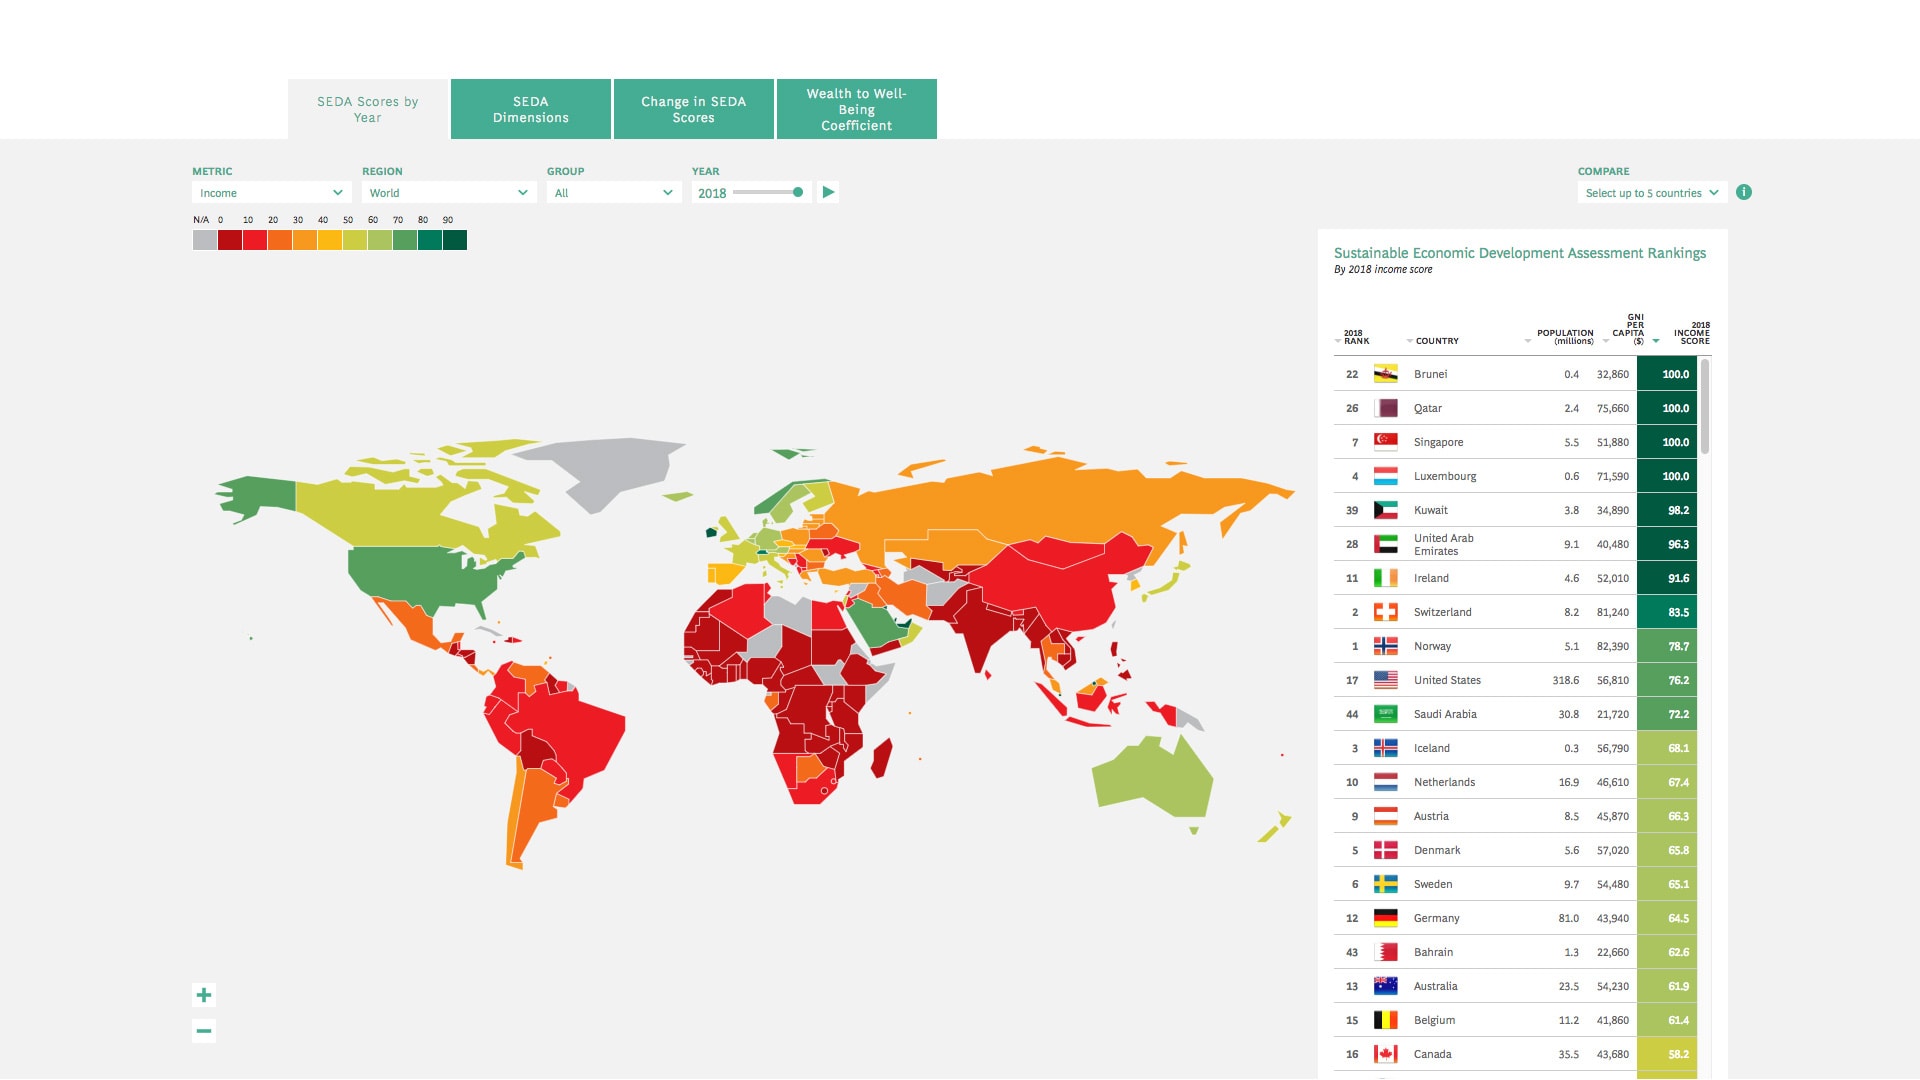 SEDA Scores by
Year
SEDA
Dimensions
Change in SEDA
Scores
Wealth to Well-
Being
Coefficient
METRIC
Income
REGION
World
GROUP
All
YEAR
2018
COMPARE
Select up to 5 countries
i
N/A 0 10 20 30 40 50 60 70 80 90
Sustainable Economic Development Assessment Rankings
By 2018 income score
2018
RANK
COUNTRY
POPULATION
(millions)
GNI
PER
CAPITA
($)
2018
INCOME
SCORE
22 Brunei 0.4 32,860 100.0
26 Qatar 2.4 75,660 100.0
7 Singapore 5.5 51,880 100.0
4 Luxembourg 0.6 71,590 100.0
39 Kuwait 3.8 34,890 98.2
28 United Arab
Emirates 9.1 40,480 96.3
11 Ireland 4.6 52,010 91.6
2 Switzerland 8.2 81,240 83.5
1 Norway 5.1 82,390 78.7
17 United States 318.6 56,810 76.2
44 Saudi Arabia 30.8 21,720 72.2
3 Iceland 0.3 56,790 68.1
10 Netherlands 16.9 46,610 67.4
9 Austria 8.5 45,870 66.3
5 Denmark 5.6 57,020 65.8
6 Sweden 9.7 54,480 65.1
12 Germany 81.0 43,940 64.5
43 Bahrain 1.3 22,660 62.6
13 Australia 23.5 54,230 61.9
15 Belgium 11.2 41,860 61.4
16 Canada 35.5 43,680 58.2